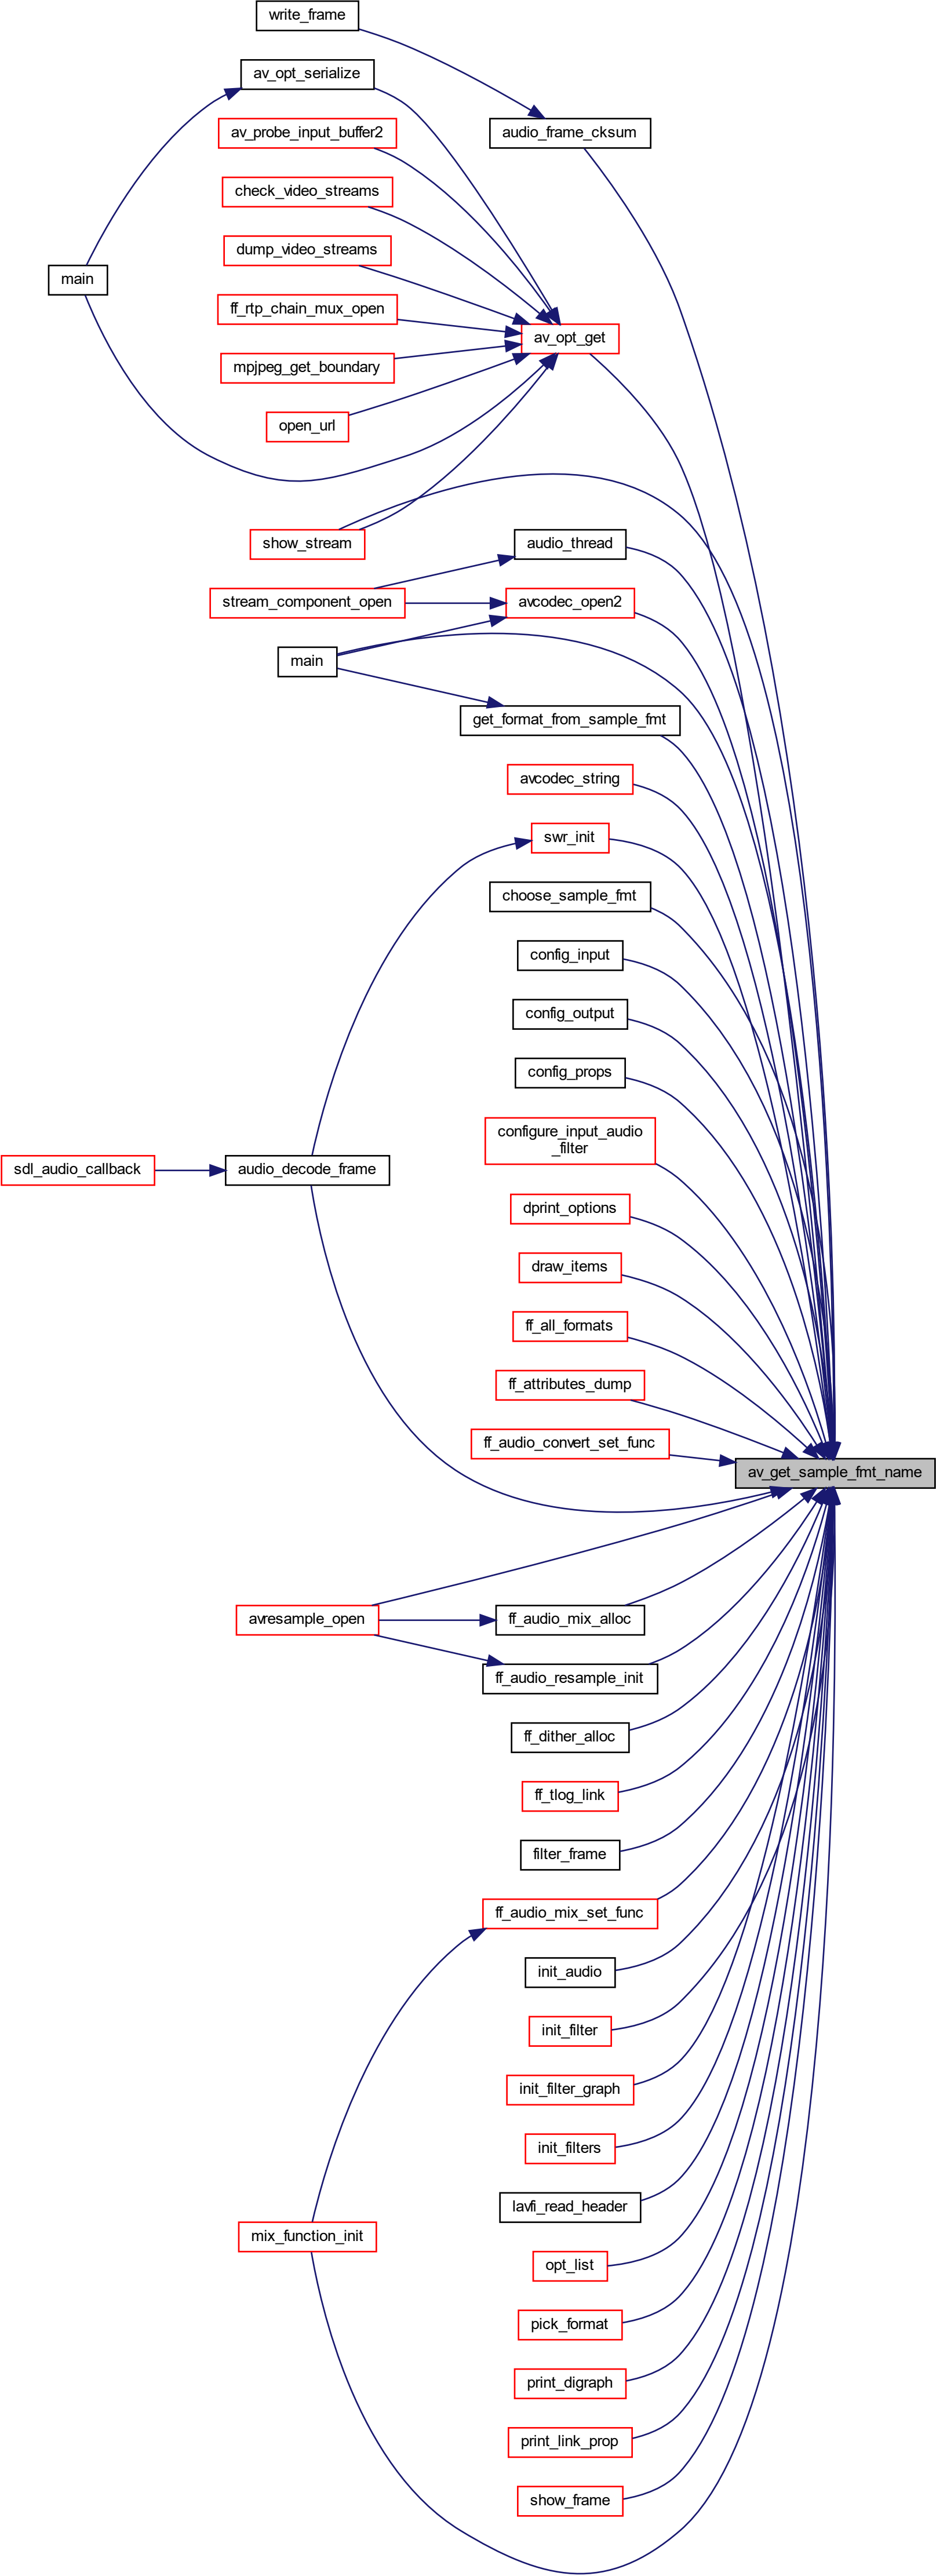 write_frame
av_opt_serialize
audio_frame_cksum
av_probe_input_buffer2
check_video_streams
dump_video_streams
main
ff_rtp_chain_mux_open
av_opt_get
mpjpeg_get_boundary
open_url
show_stream
audio_thread
stream_component_open
avcodec_open2
main
get_format_from_sample_fmt
avcodec_string
swr_init
choose_sample_fmt
config_input
config_output
config_props
configure_input_audio
_filter
sdl_audio_callback
audio_decode_frame
dprint_options
draw_items
ff_all_formats
ff_attributes_dump
ff_audio_convert_set_func
av_get_sample_fmt_name
avresample_open
ff_audio_mix_alloc
ff_audio_resample_init
ff_dither_alloc
ff_tlog_link
filter_frame
ff_audio_mix_set_func
init_audio
init_filter
init_filter_graph
init_filters
lavfi_read_header
mix_function_init
opt_list
pick_format
print_digraph
print_link_prop
show_frame